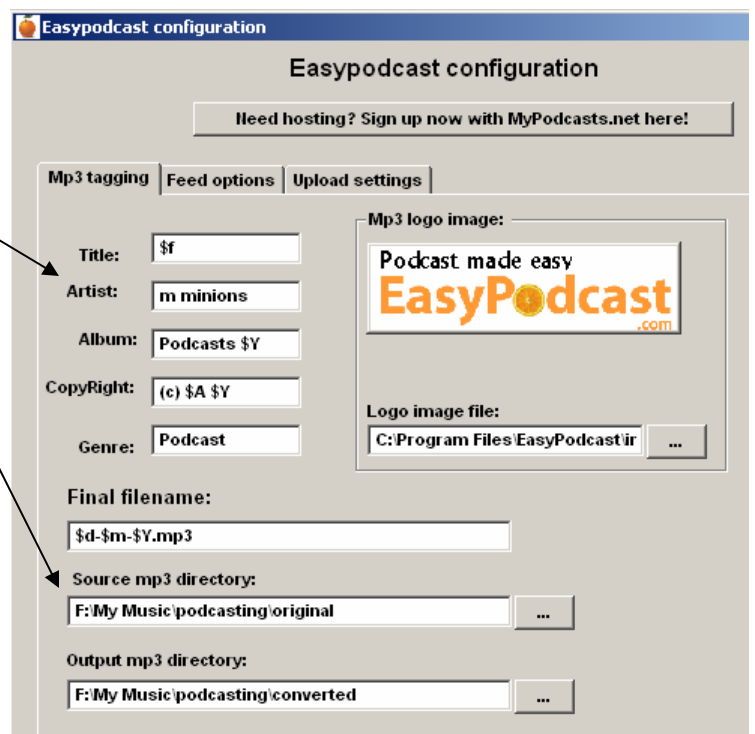 Easypodcast configuration
Easypodcast configuration
Need hosting? Sign up now with MyPodcasts.net here!
Mp3 tagging Feed options Upload settings
Title: $f
Artist: m minions
Album: Podcasts $Y
CopyRight: (c) $A $Y
Genre: Podcast
Mp3 logo image:
Podcast made easy
EasyPodcast
.com
Logo image file:
C:\Program Files\EasyPodcast\ir ...
Final filename:
$d-$m-$Y.mp3
Source mp3 directory:
F:\My Music\podcasting\original ...
Output mp3 directory:
F:\My Music\podcasting\converted ...